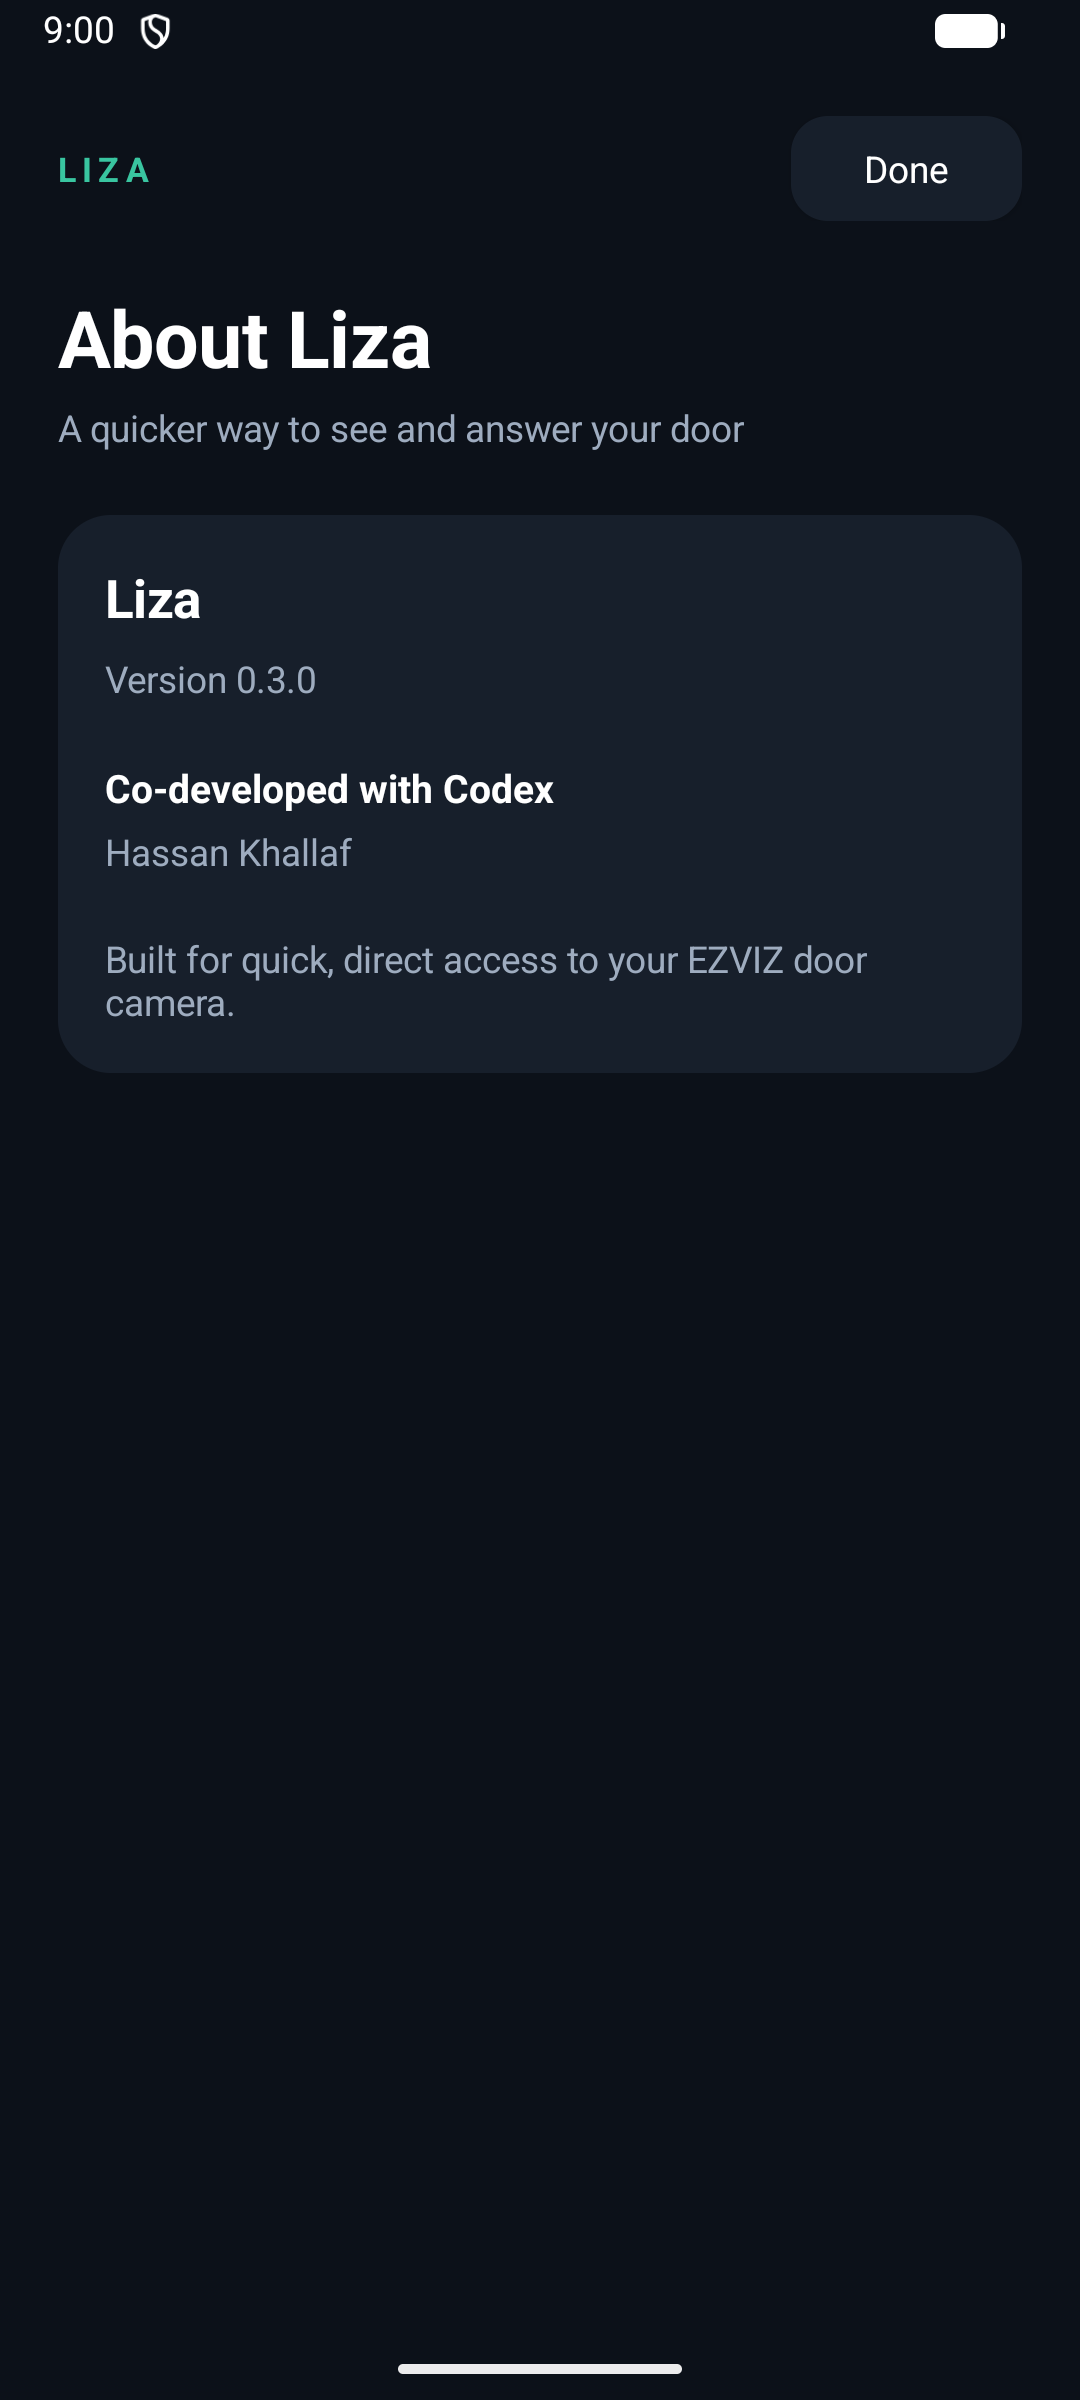 9:00
LIZA
Done
About Liza
A quicker way to see and answer your door
Liza
Version 0.3.0
Co-developed with Codex
Hassan Khallaf
Built for quick, direct access to your EZVIZ door
camera.